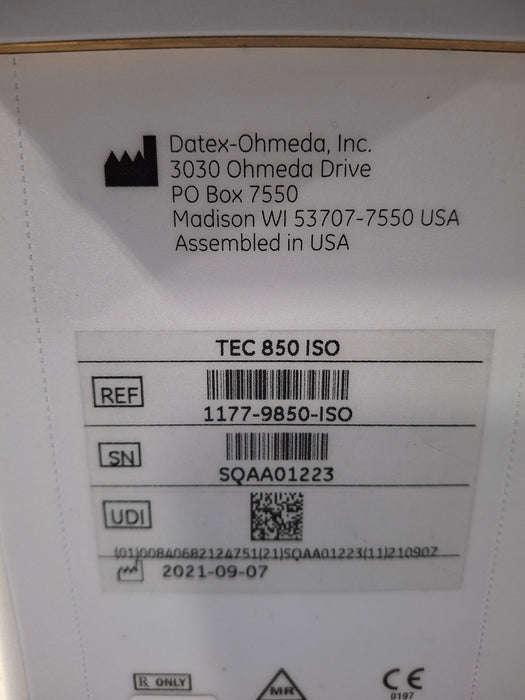 Datex-Ohmeda, Inc.
3030 Ohmeda Drive
PO Box 7550
Madison WI 53707-7550 USA
Assembled in USA
TEC 850 ISO
REF
1177-9850-ISO
SN
SQAA01223
UDI
(01)00840682124751(21)SQAA01223(11)210907
2021-09-07
R ONLY
MR
CE
0197